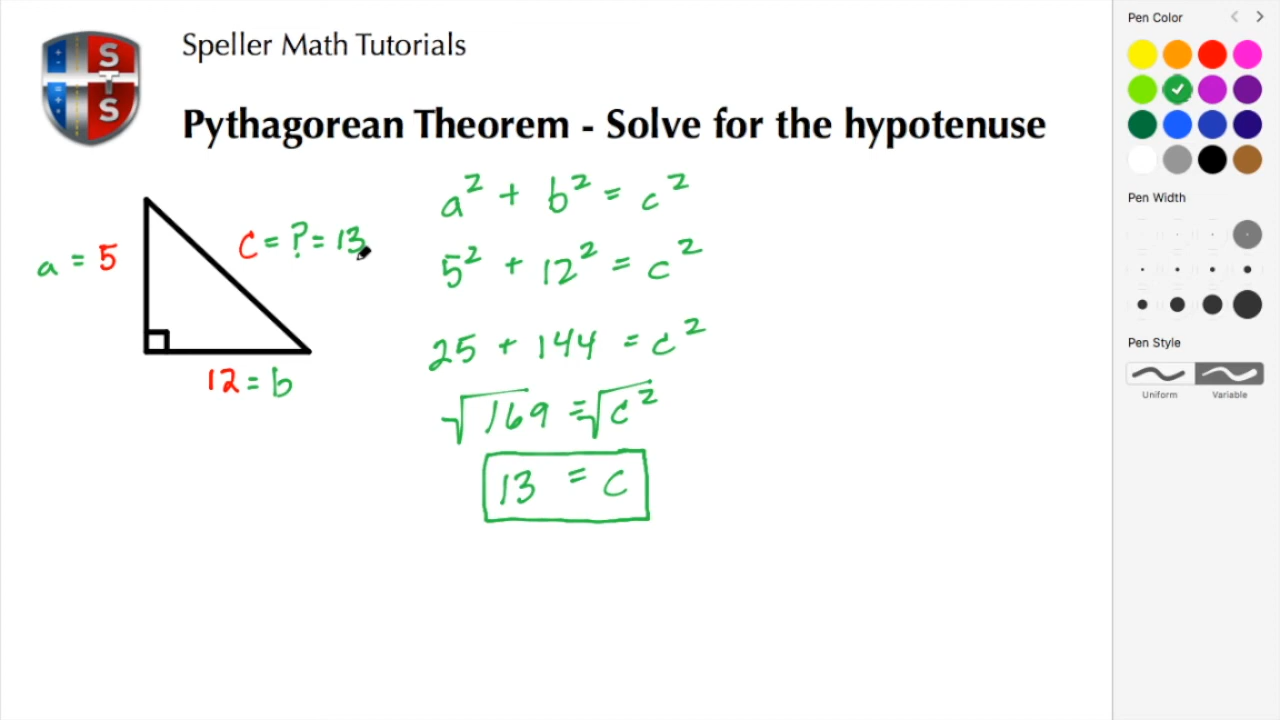 Speller Math Tutorials
STS
Pythagorean Theorem - Solve for the hypotenuse
a = 5
C = ? = 13
12 = b
a² + b² = c²
5² + 12² = c²
25 + 144 = c²
√169 = √c²
13 = c
Pen Color
Pen Width
Pen Style
Uniform
Variable